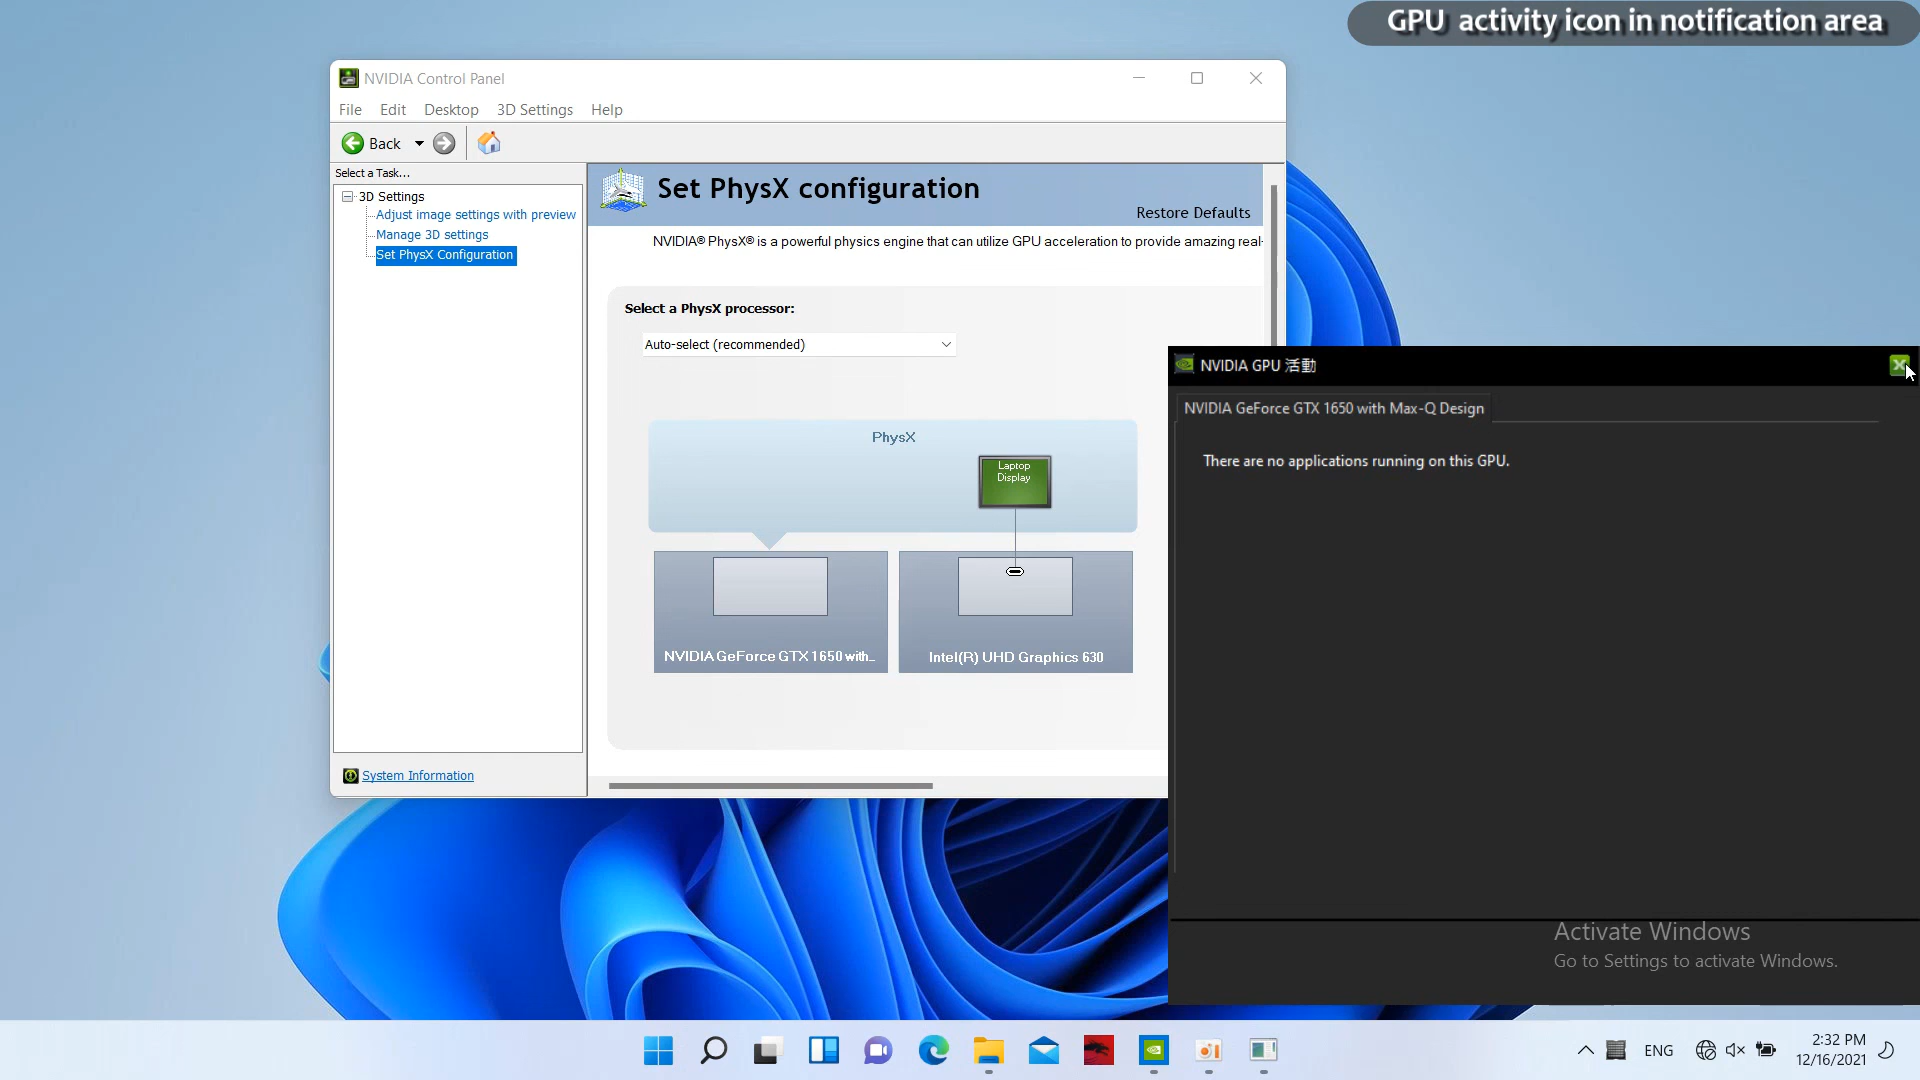 GPU activity icon in notification area
NVIDIA Control Panel
File Edit Desktop 3D Settings Help
Back
Select a Task...
3D Settings
Adjust image settings with preview
Manage 3D settings
Set PhysX Configuration
System Information
Set PhysX configuration
Restore Defaults
NVIDIA® PhysX® is a powerful physics engine that can utilize GPU acceleration to provide amazing real-
Select a PhysX processor:
Auto-select (recommended)
PhysX
Laptop
Display
NVIDIA GeForce GTX 1650 with...
Intel(R) UHD Graphics 630
NVIDIA GPU 活動
NVIDIA GeForce GTX 1650 with Max-Q Design
There are no applications running on this GPU.
Activate Windows
Go to Settings to activate Windows.
ENG
2:32 PM
12/16/2021